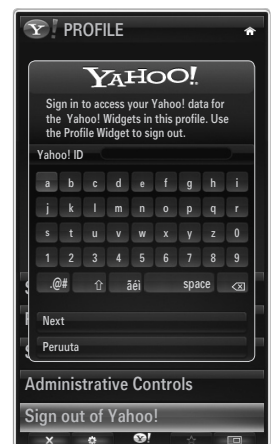 Y! PROFILE
YAHOO!
Sign in to access your Yahoo! data for
the Yahoo! Widgets in this profile. Use
the Profile Widget to sign out.
Yahoo! ID
a b c d e f g h i
j k l m n o p q r
s t u v w x y z 0
1 2 3 4 5 6 7 8 9
.@# ⇧ āéi space ⌫
Next
Peruuta
Administrative Controls
Sign out of Yahoo!
Y!